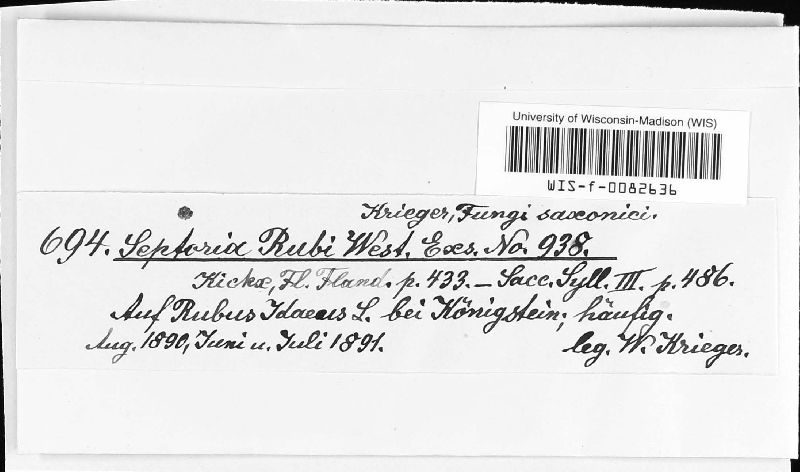 University of Wisconsin-Madison (WIS)
WIS-f-0082636
Krieger, Fungi saxonici.
694. Septoria Rubi West. Exs. No. 938.
Kickx, Fl. Fland. p. 433. – Sacc. Syll. III. p. 486.
Auf Rubus Idaeus L. bei Königstein; häufig.
Aug. 1890, Juni u. Juli 1891. leg. W. Krieger.